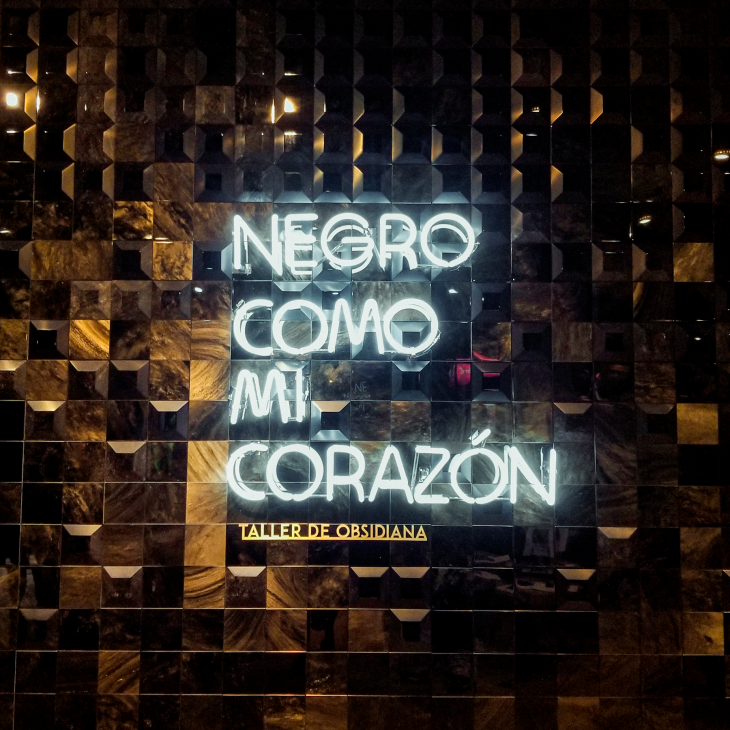 NEGRO
COMO
MI
CORAZÓN
TALLER DE OBSIDIANA